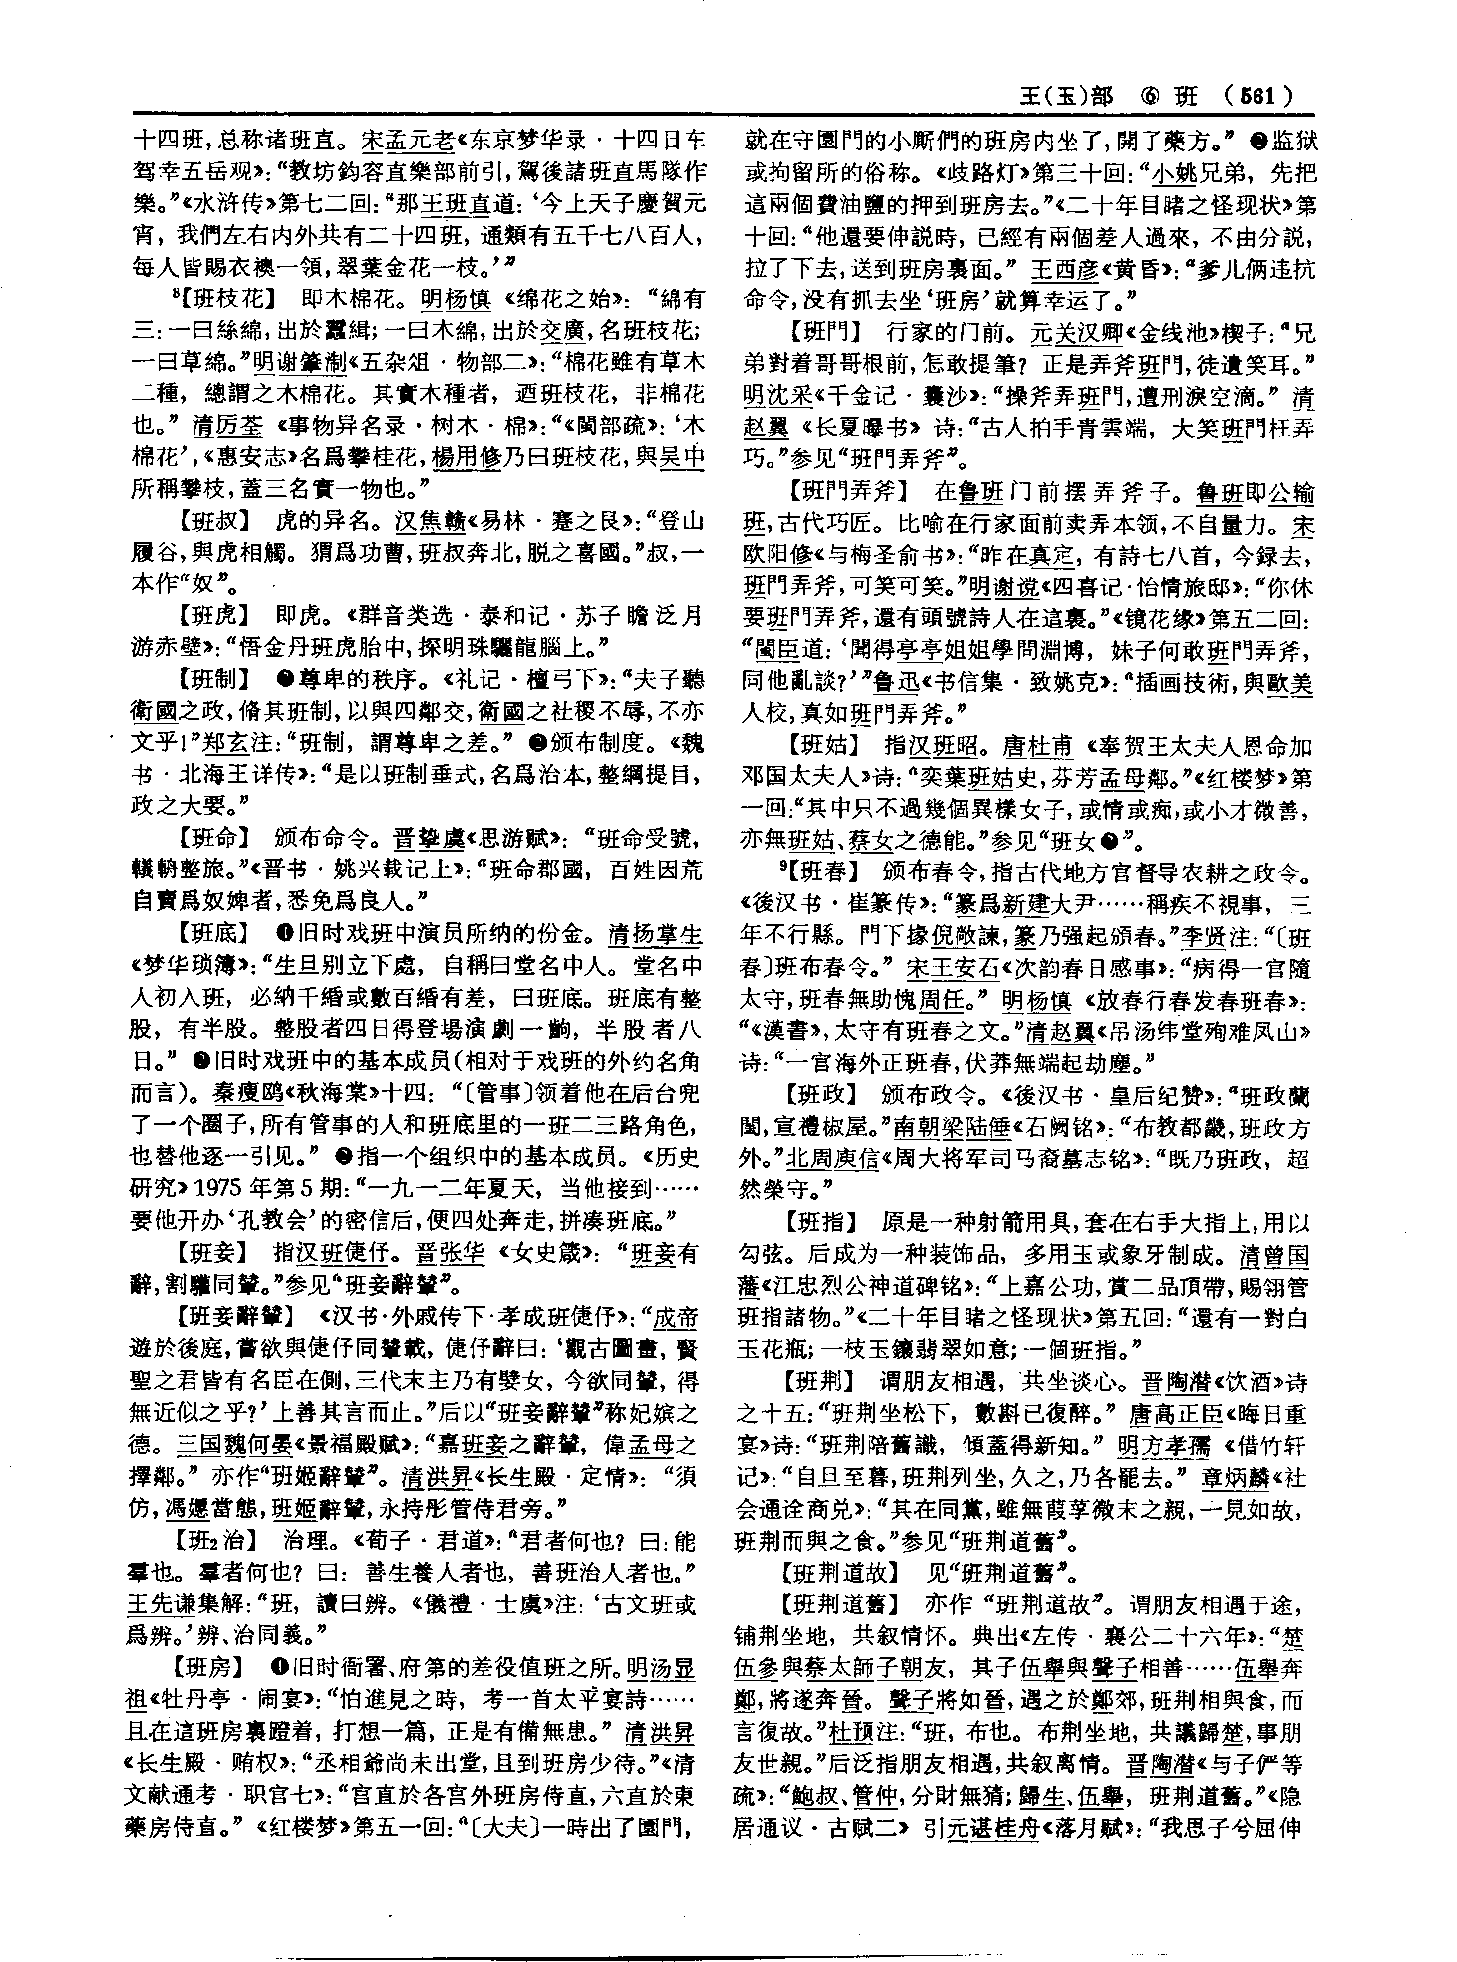 王(玉)部 ⑥ 班 (561)
十四班,总称诸班直。宋孟元老《东京梦华录·十四日车
驾幸五岳观》:“教坊鈞容直樂部前引,駕後諸班直馬隊作
樂。”《水浒传》第七二回:“那王班直道:‘今上天子慶賀元
宵,我們左右内外共有二十四班,通類有五千七八百人,
每人皆賜衣襖一領,翠葉金花一枝。’”
8【班枝花】 即木棉花。明杨慎《绵花之始》:“綿有
三:一曰絲綿,出於蠶緝;一曰木綿,出於交廣,名班枝花;
一曰草綿。”明谢肇淛《五杂俎·物部二》:“棉花雖有草木
二種,總謂之木棉花。其實木種者,迺班枝花,非棉花
也。”清厉荃《事物异名录·树木·棉》:“《閩部疏》:‘木
棉花’,《惠安志》名爲攀桂花,楊用修乃曰班枝花,與吴中
所稱攀枝,蓋三名實一物也。”
【班叔】 虎的异名。汉焦赣《易林·蹇之艮》:“登山
履谷,與虎相觸。猬爲功曹,班叔奔北,脱之喜國。”叔,一
本作“奴”。
【班虎】 即虎。《群音类选·泰和记·苏子瞻泛月
游赤壁》:“悟金丹班虎胎中,探明珠驪龍腦上。”
【班制】 ❶尊卑的秩序。《礼记·檀弓下》:“夫子聽
衛國之政,脩其班制,以與四鄰交,衛國之社稷不辱,不亦
文乎!”郑玄注:“班制,謂尊卑之差。”❷颁布制度。《魏
书·北海王详传》:“是以班制垂式,名爲治本,整綱提目,
政之大要。”
【班命】 颁布命令。晋挚虞《思游赋》:“班命受號,
轙輈整旅。”《晋书·姚兴载记上》:“班命郡國,百姓因荒
自賣爲奴婢者,悉免爲良人。”
【班底】 ❶旧时戏班中演员所纳的份金。清扬掌生
《梦华琐簿》:“生旦别立下處,自稱曰堂名中人。堂名中
人初入班,必納千緡或數百緡有差,曰班底。班底有整
股,有半股。整股者四日得登場演劇一齣,半股者八
日。”❷旧时戏班中的基本成员(相对于戏班的外约名角
而言)。秦瘦鸥《秋海棠》十四:“〔管事〕领着他在后台兜
了一个圈子,所有管事的人和班底里的一班二三路角色,
也替他逐一引见。”❸指一个组织中的基本成员。《历史
研究》1975年第5期:“一九一二年夏天,当他接到……
要他开办‘孔教会’的密信后,便四处奔走,拼凑班底。”
【班妾】 指汉班倢伃。晋张华《女史箴》:“班妾有
辭,割驩同輦。”参见“班妾辭輦”。
【班妾辭輦】 《汉书·外戚传下·孝成班倢伃》:“成帝
遊於後庭,嘗欲與倢伃同輦載,倢伃辭曰:‘觀古圖畫,賢
聖之君皆有名臣在側,三代末主乃有嬖女,今欲同輦,得
無近似之乎?’上善其言而止。”后以“班妾辭輦”称妃嫔之
德。三国魏何晏《景福殿赋》:“嘉班妾之辭輦,偉孟母之
擇鄰。”亦作“班姬辭輦”。清洪昇《长生殿·定情》:“須
仿,馮嫕當熊,班姬辭輦,永持彤管侍君旁。”
【班2治】 治理。《荀子·君道》:“君者何也?曰:能
羣也。羣者何也?曰:善生養人者也,善班治人者也。”
王先谦集解:“班,讀曰辨。《儀禮·士虞》注:‘古文班或
爲辨。’辨、治同義。”
【班房】 ❶旧时衙署、府第的差役值班之所。明汤显
祖《牡丹亭·闹宴》:“怕進見之時,考一首太平宴詩……
且在這班房裏蹬着,打想一篇,正是有備無患。”清洪昇
《长生殿·贿权》:“丞相爺尚未出堂,且到班房少待。”《清
文献通考·职官七》:“宫直於各宫外班房侍直,六直於東
藥房侍直。”《红楼梦》第五一回:“〔大夫〕一時出了園門,
就在守園門的小厮們的班房内坐了,開了藥方。”❷监狱
或拘留所的俗称。《歧路灯》第三十回:“小姚兄弟,先把
這兩個費油鹽的押到班房去。”《二十年目睹之怪现状》第
十回:“他還要伸説時,已經有兩個差人過來,不由分説,
拉了下去,送到班房裏面。”王西彦《黄昏》:“爹儿俩违抗
命令,没有抓去坐‘班房’就算幸运了。”
【班門】 行家的门前。元关汉卿《金线池》楔子:“兄
弟對着哥哥根前,怎敢提筆?正是弄斧班門,徒遺笑耳。”
明沈采《千金记·囊沙》:“操斧弄班門,遭刑淚空滴。”清
赵翼《长夏曝书》诗:“古人拍手青雲端,大笑班門枉弄
巧。”参见“班門弄斧”。
【班門弄斧】 在鲁班门前摆弄斧子。鲁班即公输
班,古代巧匠。比喻在行家面前卖弄本领,不自量力。宋
欧阳修《与梅圣俞书》:“昨在真定,有詩七八首,今録去,
班門弄斧,可笑可笑。”明谢谠《四喜记·怡情旅邸》:“你休
要班門弄斧,還有頭號詩人在這裏。”《镜花缘》第五二回:
“閨臣道:‘聞得亭亭姐姐學問淵博,妹子何敢班門弄斧,
同他亂談?’”鲁迅《书信集·致姚克》:“插画技術,與歐美
人校,真如班門弄斧。”
【班姑】 指汉班昭。唐杜甫《奉贺王太夫人恩命加
邓国太夫人》诗:“奕葉班姑史,芬芳孟母鄰。”《红楼梦》第
一回:“其中只不過幾個異樣女子,或情或痴,或小才微善,
亦無班姑、蔡女之德能。”参见“班女❶”。
9【班春】 颁布春令,指古代地方官督导农耕之政令。
《後汉书·崔篆传》:“篆爲新建大尹……稱疾不視事,三
年不行縣。門下掾倪敞諫,篆乃强起頒春。”李贤注:“〔班
春〕班布春令。”宋王安石《次韵春日感事》:“病得一官隨
太守,班春無助愧周任。”明杨慎《放春行春发春班春》:
“《漢書》,太守有班春之文。”清赵翼《吊汤纬堂殉难凤山》
诗:“一官海外正班春,伏莽無端起劫塵。”
【班政】 颁布政令。《後汉书·皇后纪赞》:“班政蘭
閨,宣禮椒屋。”南朝梁陆倕《石阙铭》:“布教都畿,班政方
外。”北周庾信《周大将军司马裔墓志铭》:“既乃班政,超
然榮守。”
【班指】 原是一种射箭用具,套在右手大指上,用以
勾弦。后成为一种装饰品,多用玉或象牙制成。清曾国
藩《江忠烈公神道碑铭》:“上嘉公功,賞二品頂帶,賜翎管
班指諸物。”《二十年目睹之怪现状》第五回:“還有一對白
玉花瓶;一枝玉鑲翡翠如意;一個班指。”
【班荆】 谓朋友相遇,共坐谈心。晋陶潜《饮酒》诗
之十五:“班荆坐松下,數斟已復醉。”唐高正臣《晦日重
宴》诗:“班荆陪舊識,傾蓋得新知。”明方孝孺《借竹轩
记》:“自旦至暮,班荆列坐,久之,乃各罷去。”章炳麟《社
会通诠商兑》:“其在同黨,雖無葭莩微末之親,一見如故,
班荆而與之食。”参见“班荆道舊”。
【班荆道故】 见“班荆道舊”。
【班荆道舊】 亦作“班荆道故”。谓朋友相遇于途,
铺荆坐地,共叙情怀。典出《左传·襄公二十六年》:“楚
伍參與蔡太師子朝友,其子伍舉與聲子相善……伍舉奔
鄭,將遂奔晉。聲子將如晉,遇之於鄭郊,班荆相與食,而
言復故。”杜预注:“班,布也。布荆坐地,共議歸楚,事朋
友世親。”后泛指朋友相遇,共叙离情。晋陶潜《与子俨等
疏》:“鮑叔、管仲,分財無猜;歸生、伍舉,班荆道舊。”《隐
居通议·古赋二》引元谌桂舟《落月赋》:“我思子兮屈伸